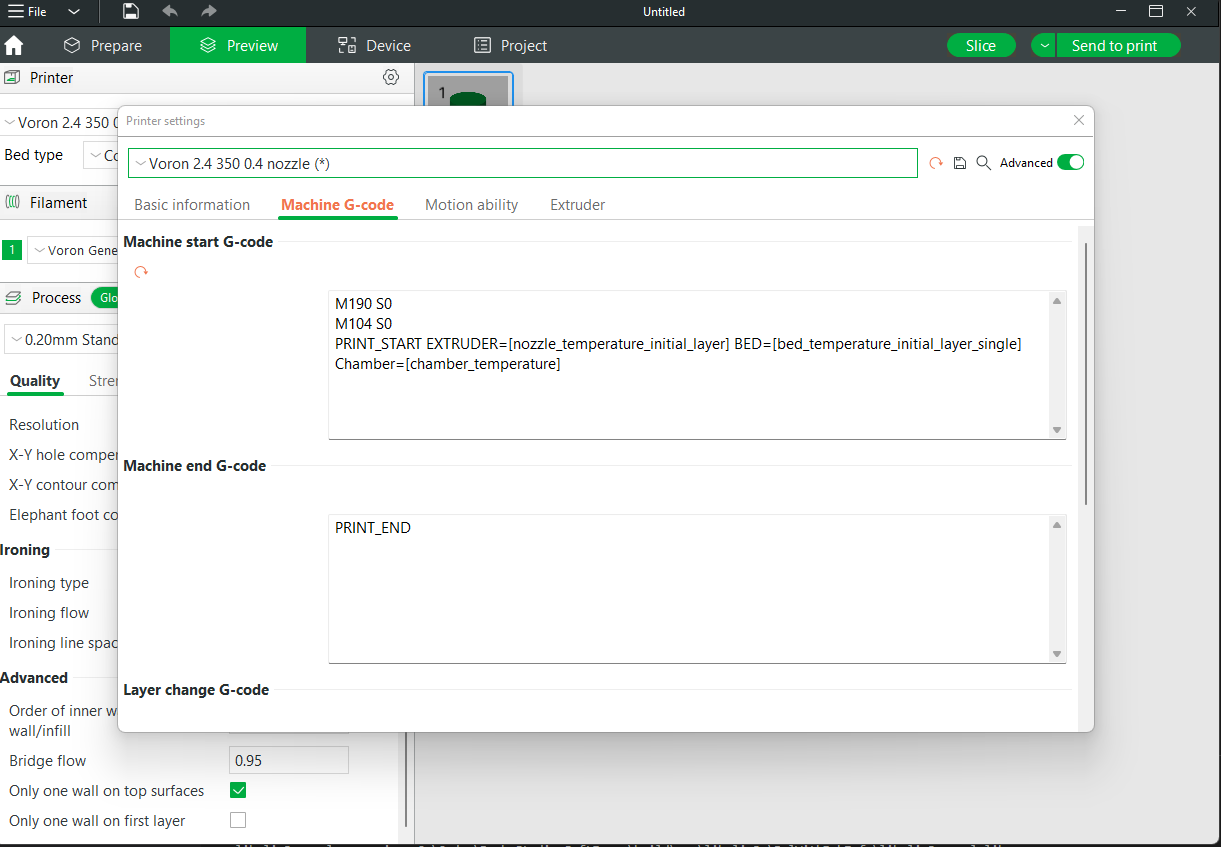 File
Untitled
Prepare
Preview
Device
Project
Slice
Send to print
Printer
1
Voron 2.4 350 0
Bed type
Co
Filament
1
Voron Gene
Process
Glo
0.20mm Stand
Quality
Stren
Resolution
X-Y hole compen
X-Y contour com
Elephant foot co
Ironing
Ironing type
Ironing flow
Ironing line spac
Advanced
Order of inner w
wall/infill
Bridge flow
0.95
Only one wall on top surfaces
Only one wall on first layer
Printer settings
Voron 2.4 350 0.4 nozzle (*)
Advanced
Basic information
Machine G-code
Motion ability
Extruder
Machine start G-code
M190 S0
M104 S0
PRINT_START EXTRUDER=[nozzle_temperature_initial_layer] BED=[bed_temperature_initial_layer_single]
Chamber=[chamber_temperature]
Machine end G-code
PRINT_END
Layer change G-code